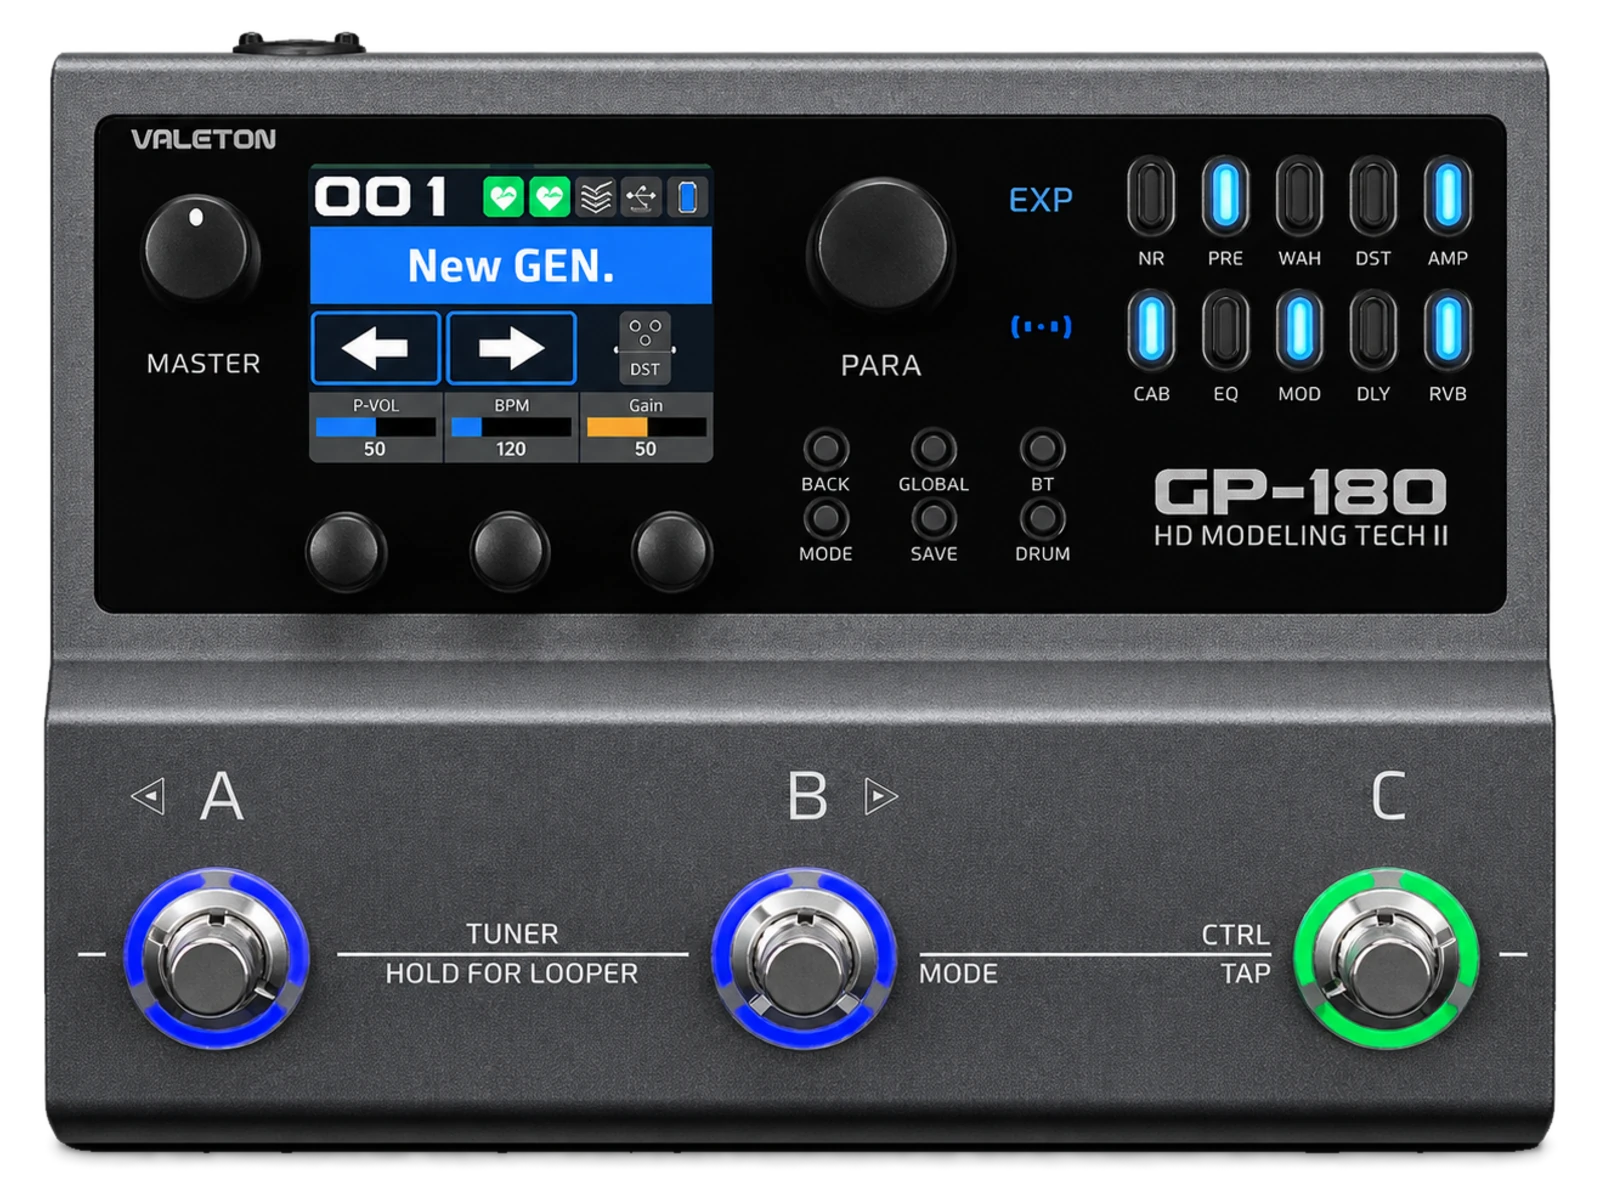 VALETON
001
New GEN.
DST
P-VOL BPM Gain
50 120 50
MASTER
PARA
EXP
NR PRE WAH DST AMP
CAB EQ MOD DLY RVB
BACK GLOBAL BT
MODE SAVE DRUM
GP-180
HD MODELING TECH II
A B C
TUNER
HOLD FOR LOOPER
MODE
CTRL
TAP